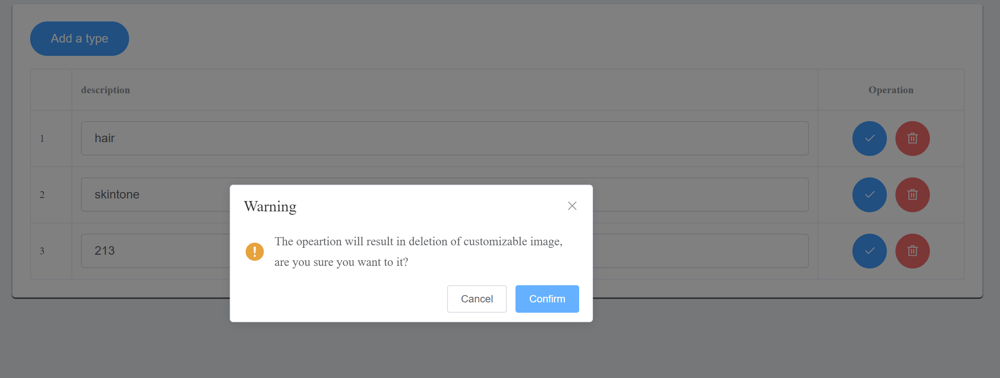 Add a type
description Operation
1 hair
2 skintone
3 213
Warning
The opeartion will result in deletion of customizable image,
are you sure you want to it?
Cancel Confirm